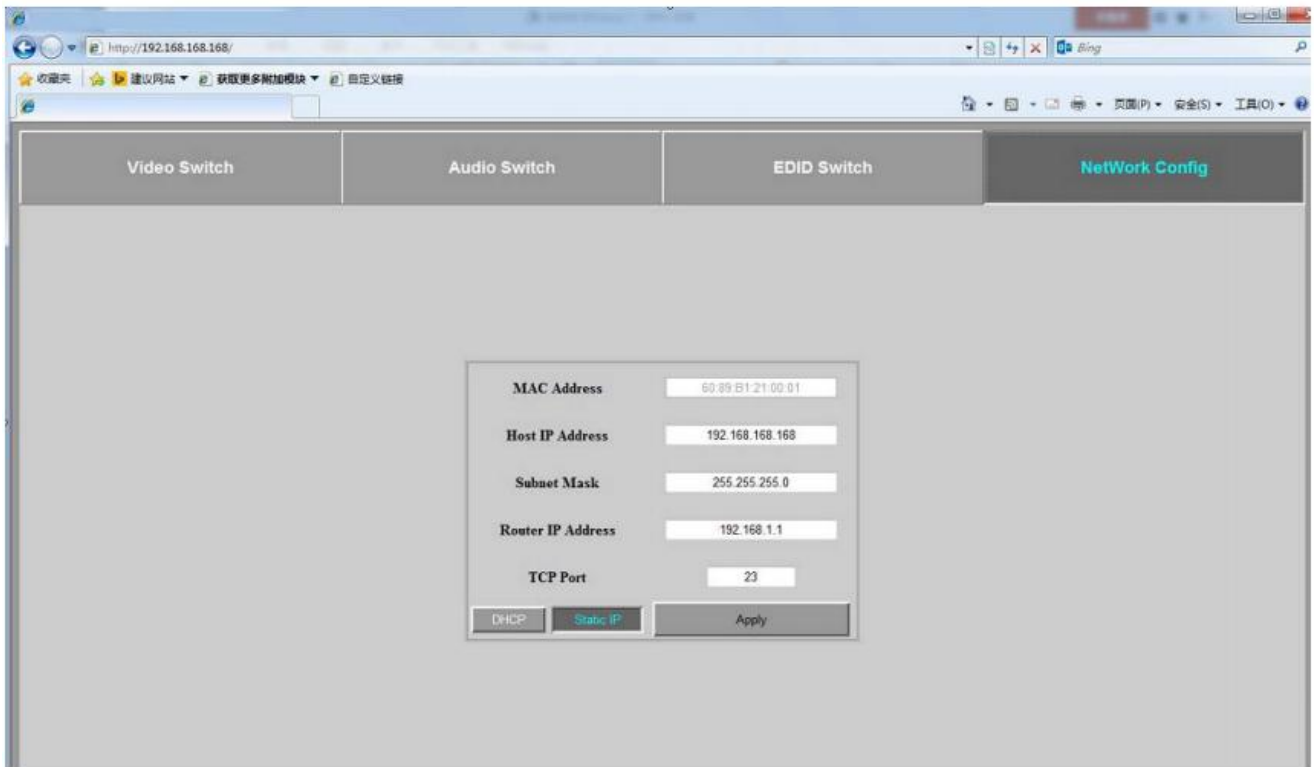 http://192.168.168.168/
Bing
收藏夹 建议网站 获取更多附加模块 自定义链接
页面(P) 安全(S) 工具(O)
Video Switch Audio Switch EDID Switch NetWork Config
MAC Address 60:89:B1:21:00:01
Host IP Address 192.168.168.168
Subnet Mask 255.255.255.0
Router IP Address 192.168.1.1
TCP Port 23
DHCP Static IP Apply